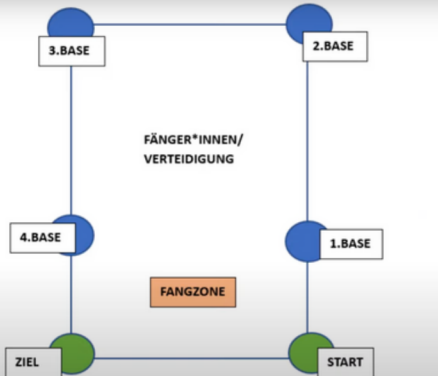 3.BASE
2.BASE
FÄNGER*INNEN/
VERTEIDIGUNG
4.BASE
1.BASE
FANGZONE
ZIEL
START